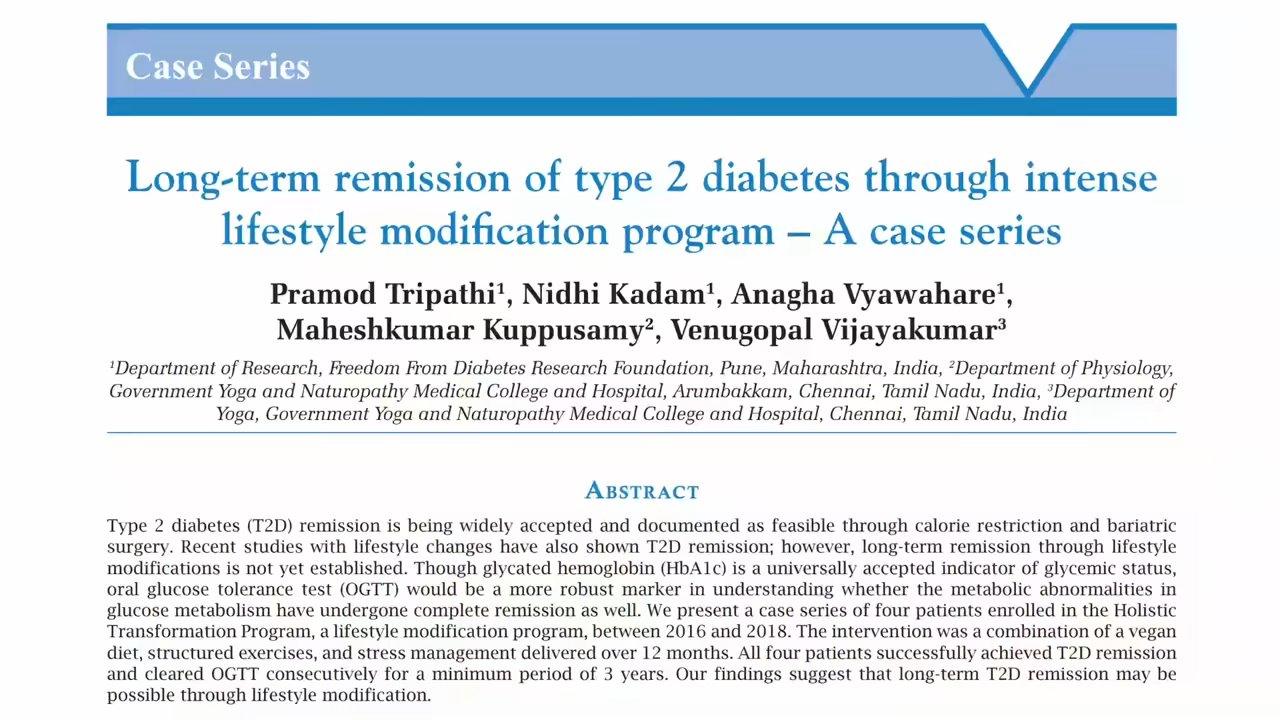 Case Series
Long-term remission of type 2 diabetes through intense
lifestyle modification program – A case series
Pramod Tripathi¹, Nidhi Kadam¹, Anagha Vyawahare¹,
Maheshkumar Kuppusamy², Venugopal Vijayakumar³
¹Department of Research, Freedom From Diabetes Research Foundation, Pune, Maharashtra, India, ²Department of Physiology,
Government Yoga and Naturopathy Medical College and Hospital, Arumbakkam, Chennai, Tamil Nadu, India, ³Department of
Yoga, Government Yoga and Naturopathy Medical College and Hospital, Chennai, Tamil Nadu, India
Abstract
Type 2 diabetes (T2D) remission is being widely accepted and documented as feasible through calorie restriction and bariatric
surgery. Recent studies with lifestyle changes have also shown T2D remission; however, long-term remission through lifestyle
modifications is not yet established. Though glycated hemoglobin (HbA1c) is a universally accepted indicator of glycemic status,
oral glucose tolerance test (OGTT) would be a more robust marker in understanding whether the metabolic abnormalities in
glucose metabolism have undergone complete remission as well. We present a case series of four patients enrolled in the Holistic
Transformation Program, a lifestyle modification program, between 2016 and 2018. The intervention was a combination of a vegan
diet, structured exercises, and stress management delivered over 12 months. All four patients successfully achieved T2D remission
and cleared OGTT consecutively for a minimum period of 3 years. Our findings suggest that long-term T2D remission may be
possible through lifestyle modification.